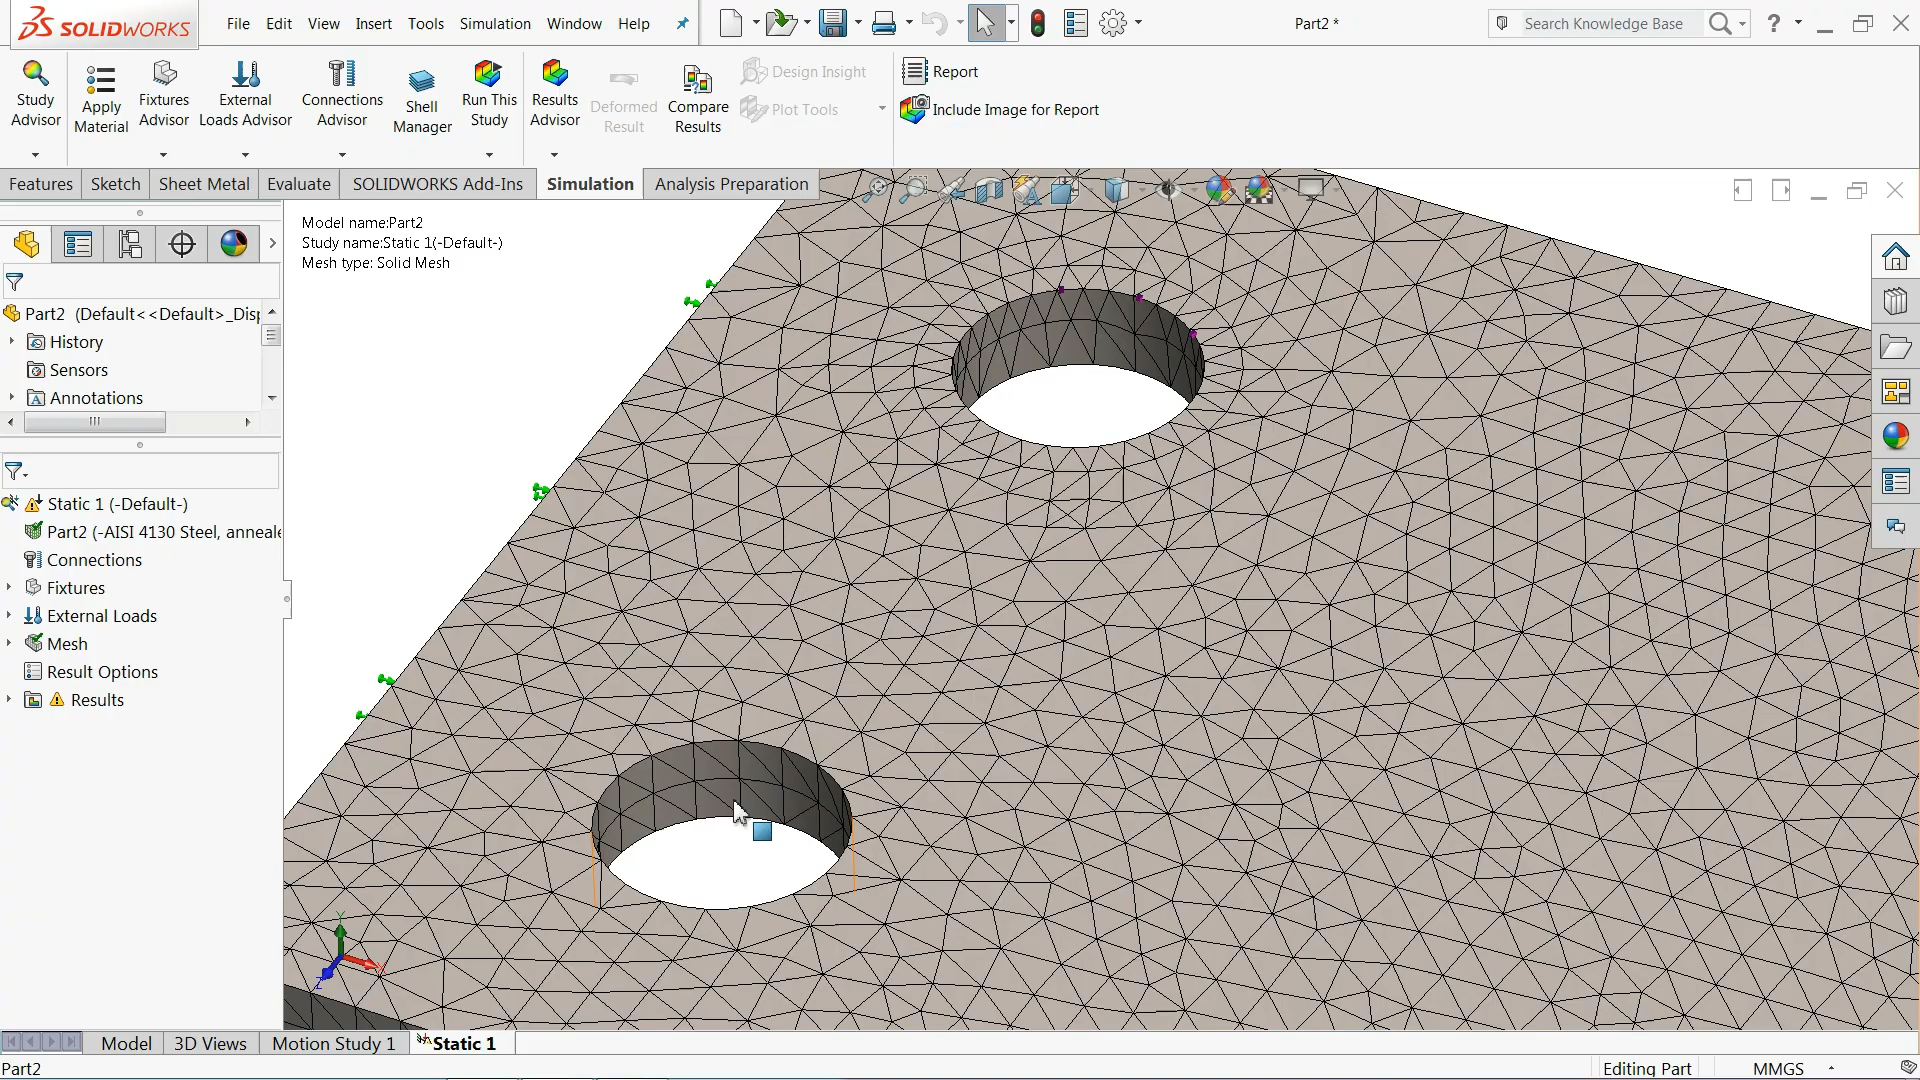 SOLIDWORKS
File Edit View Insert Tools Simulation Window Help
Part2 *
Search Knowledge Base
?
Study Advisor
Apply Material
Fixtures Advisor
External Loads Advisor
Connections Advisor
Shell Manager
Run This Study
Results Advisor
Deformed Result
Compare Results
Design Insight
Plot Tools
Report
Include Image for Report
Features Sketch Sheet Metal Evaluate SOLIDWORKS Add-Ins Simulation Analysis Preparation
Model name:Part2
Study name:Static 1(-Default-)
Mesh type: Solid Mesh
Part2 (Default<<Default>_Disp
History
Sensors
Annotations
Static 1 (-Default-)
Part2 (-AISI 4130 Steel, anneale
Connections
Fixtures
External Loads
Mesh
Result Options
Results
Y
X
Z
Model 3D Views Motion Study 1 Static 1
Part2
Editing Part
MMGS